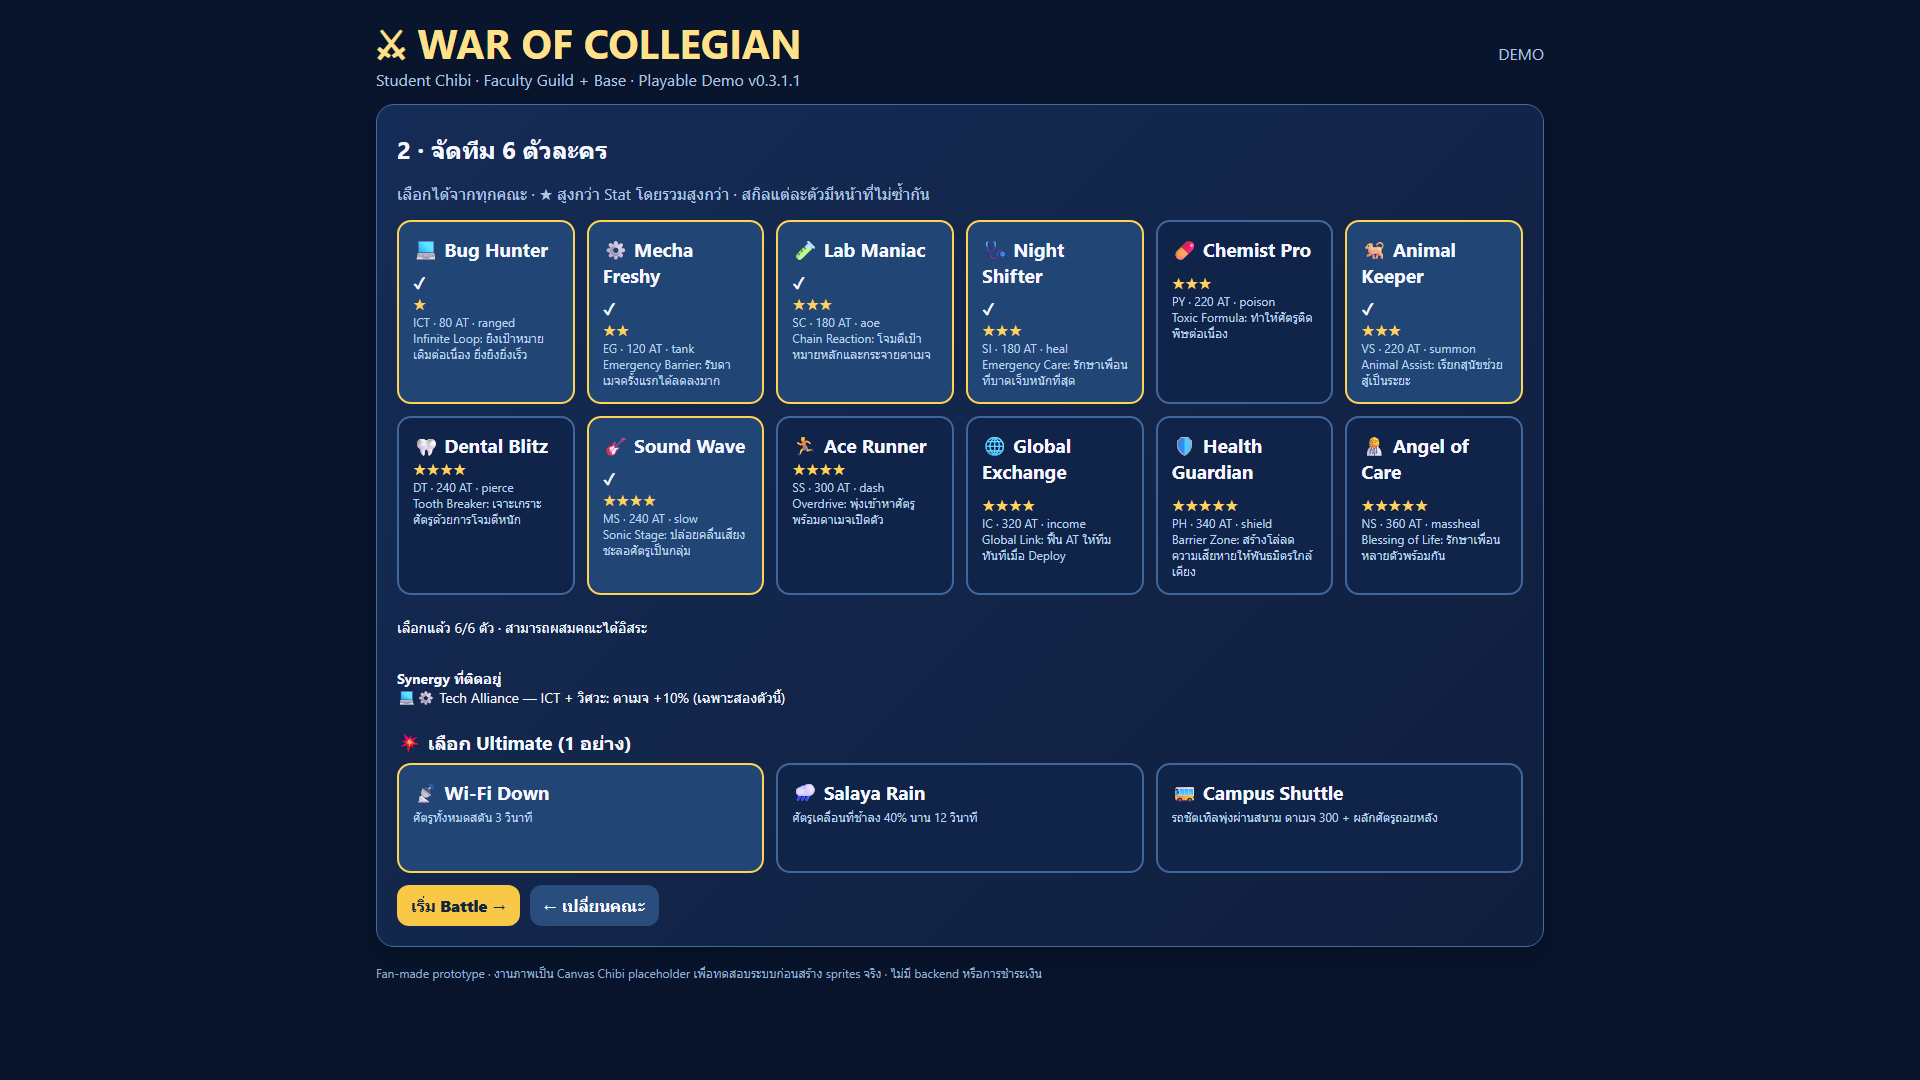 ⚔ WAR OF COLLEGIAN
Student Chibi · Faculty Guild + Base · Playable Demo v0.3.1.1
DEMO
2 · จัดทีม 6 ตัวละคร
เลือกได้จากทุกคณะ · ★ สูงกว่า Stat โดยรวมสูงกว่า · สกิลแต่ละตัวมีหน้าที่ไม่ซ้ำกัน
💻 Bug Hunter
✓
★
ICT · 80 AT · ranged
Infinite Loop: ยิงเป้าหมาย
เดิมต่อเนื่อง ยิ่งยิงยิ่งเร็ว
⚙️ Mecha
Freshy
✓
★★
EG · 120 AT · tank
Emergency Barrier: รับดา
เมจครั้งแรกได้ลดลงมาก
🧪 Lab Maniac
✓
★★★
SC · 180 AT · aoe
Chain Reaction: โจมตีเป้า
หมายหลักและกระจายดาเมจ
🩺 Night
Shifter
✓
★★★
SI · 180 AT · heal
Emergency Care: รักษาเพื่อน
ที่บาดเจ็บหนักที่สุด
💊 Chemist Pro
★★★
PY · 220 AT · poison
Toxic Formula: ทำให้ศัตรูติด
พิษต่อเนื่อง
🐕 Animal
Keeper
✓
★★★
VS · 220 AT · summon
Animal Assist: เรียกสุนัขช่วย
สู้เป็นระยะ
🦷 Dental Blitz
★★★★
DT · 240 AT · pierce
Tooth Breaker: เจาะเกราะ
ศัตรูด้วยการโจมตีหนัก
🎸 Sound Wave
✓
★★★★
MS · 240 AT · slow
Sonic Stage: ปล่อยคลื่นเสียง
ชะลอศัตรูเป็นกลุ่ม
🏃 Ace Runner
★★★★
SS · 300 AT · dash
Overdrive: พุ่งเข้าหาศัตรู
พร้อมดาเมจเปิดตัว
🌐 Global
Exchange
★★★★
IC · 320 AT · income
Global Link: ฟื้น AT ให้ทีม
ทันทีเมื่อ Deploy
🛡️ Health
Guardian
★★★★★
PH · 340 AT · shield
Barrier Zone: สร้างโล่ลด
ความเสียหายให้พันธมิตรใกล้
เคียง
👩‍⚕️ Angel of
Care
★★★★★
NS · 360 AT · massheal
Blessing of Life: รักษาเพื่อน
หลายตัวพร้อมกัน
เลือกแล้ว 6/6 ตัว · สามารถผสมคณะได้อิสระ
Synergy ที่ติดอยู่
💻⚙️ Tech Alliance — ICT + วิศวะ: ดาเมจ +10% (เฉพาะสองตัวนี้)
💥 เลือก Ultimate (1 อย่าง)
📡 Wi-Fi Down
ศัตรูทั้งหมดสตัน 3 วินาที
🌧️ Salaya Rain
ศัตรูเคลื่อนที่ช้าลง 40% นาน 12 วินาที
🚌 Campus Shuttle
รถชัตเทิลพุ่งผ่านสนาม ดาเมจ 300 + ผลักศัตรูถอยหลัง
เริ่ม Battle →
← เปลี่ยนคณะ
Fan-made prototype · งานภาพเป็น Canvas Chibi placeholder เพื่อทดสอบระบบก่อนสร้าง sprites จริง · ไม่มี backend หรือการชำระเงิน